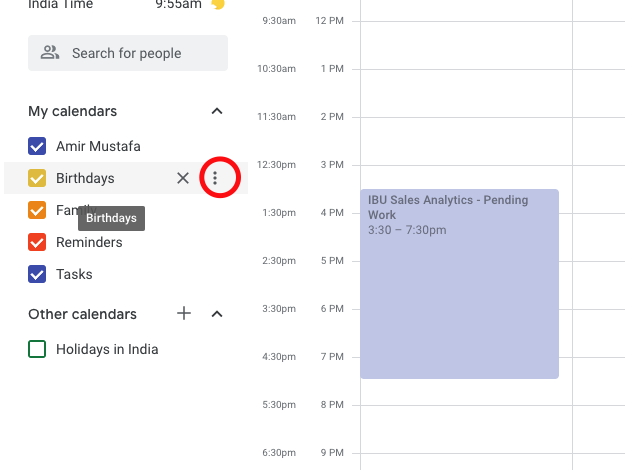 India Time 9:55am
Search for people
My calendars
Amir Mustafa
Birthdays
Family
Birthdays
Reminders
Tasks
Other calendars
Holidays in India
9:30am 12 PM
10:30am 1 PM
11:30am 2 PM
12:30pm 3 PM
1:30pm 4 PM
2:30pm 5 PM
3:30pm 6 PM
4:30pm 7 PM
5:30pm 8 PM
6:30pm 9 PM
IBU Sales Analytics - Pending
Work
3:30 – 7:30pm